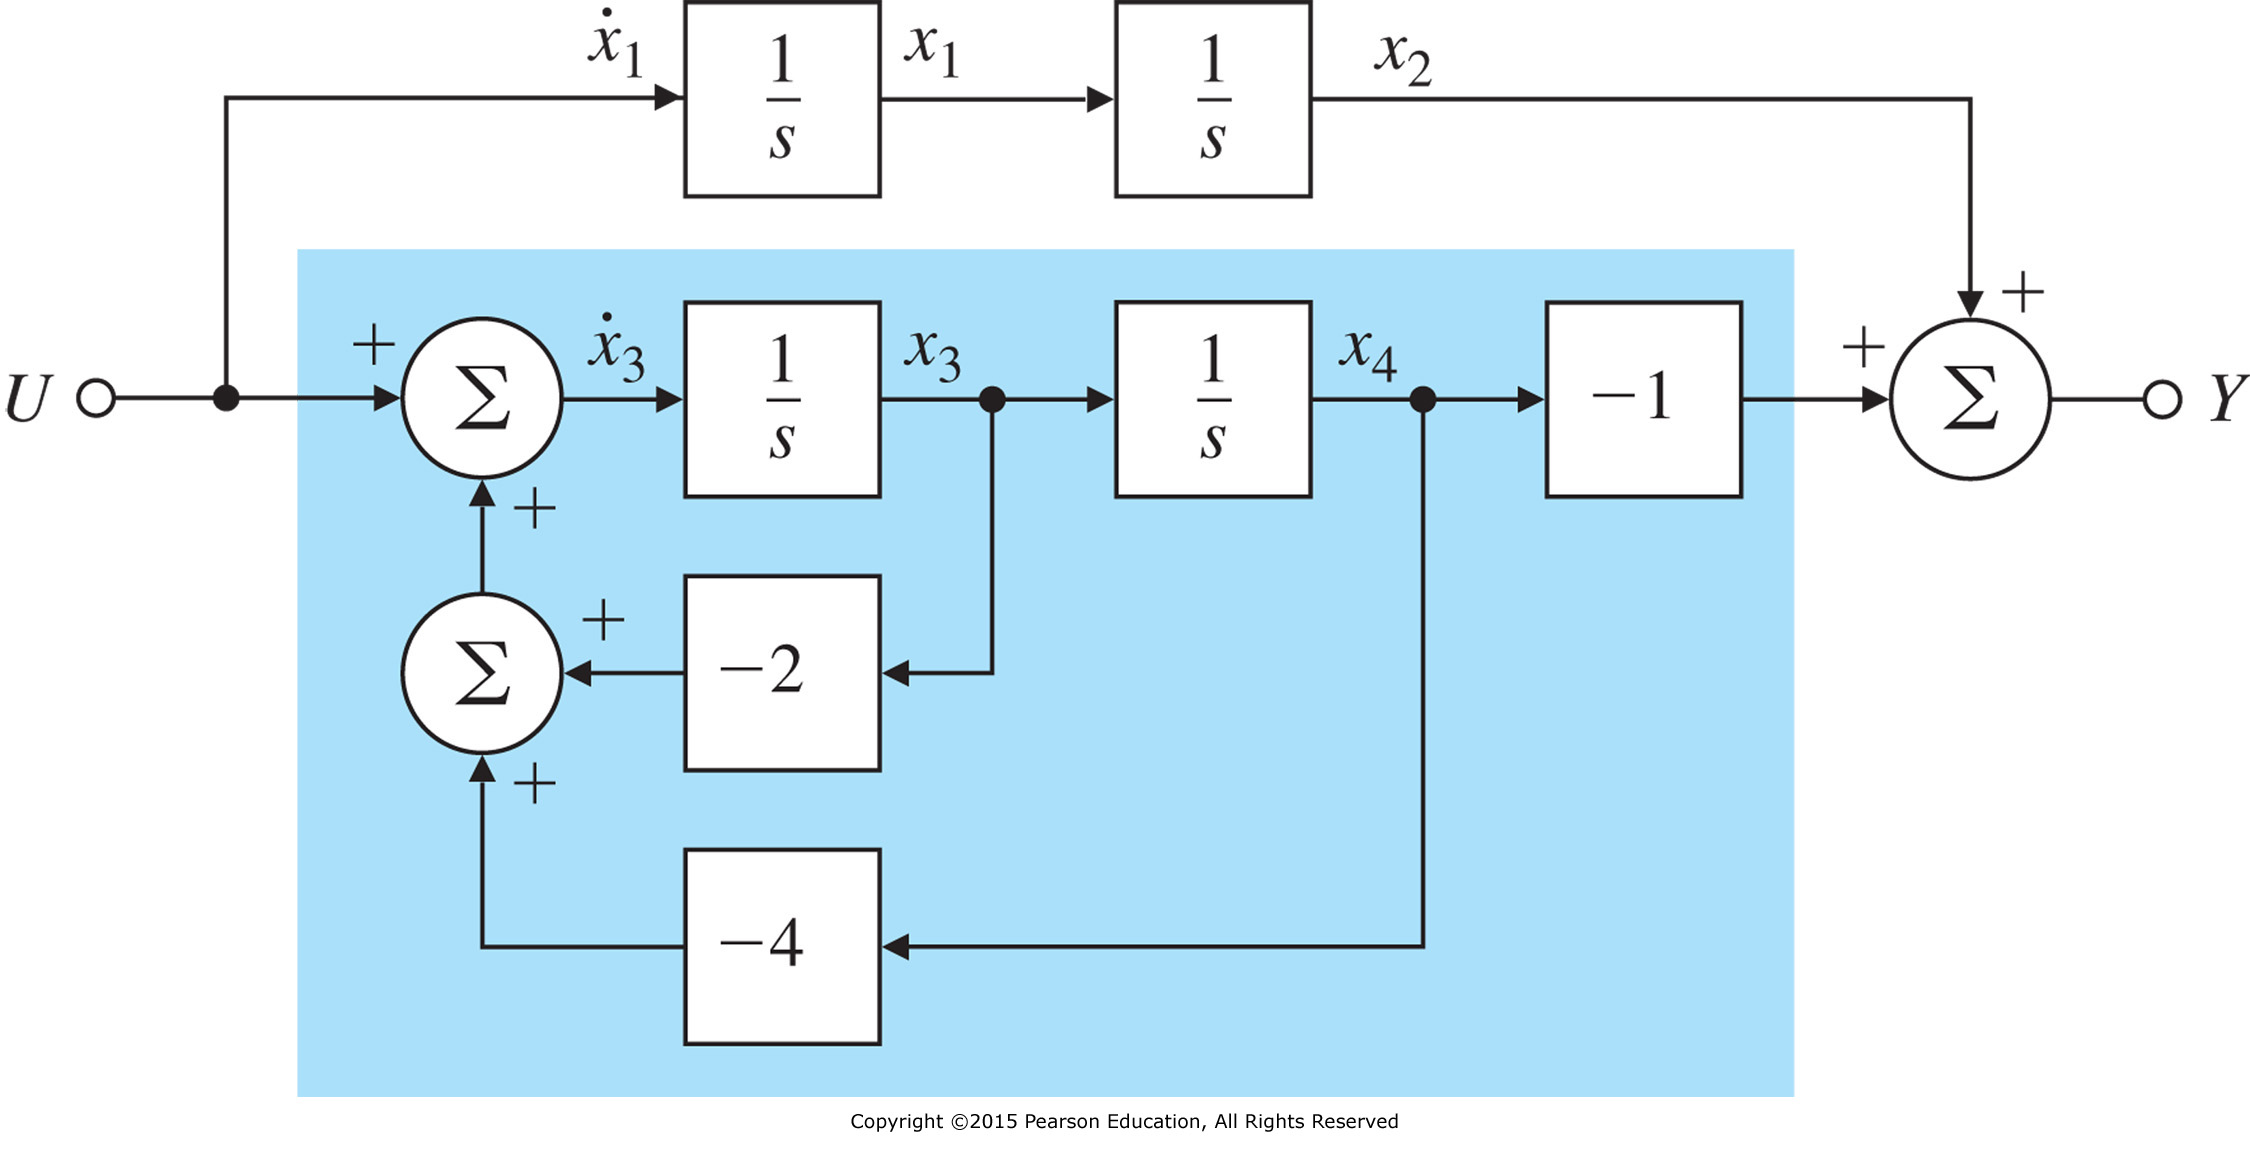 ẋ₁ 1/s x₁ 1/s x₂
+
U + Σ ẋ₃ 1/s x₃ 1/s x₄ −1 + Σ Y
+
+
Σ −2
+
−4
Copyright ©2015 Pearson Education, All Rights Reserved